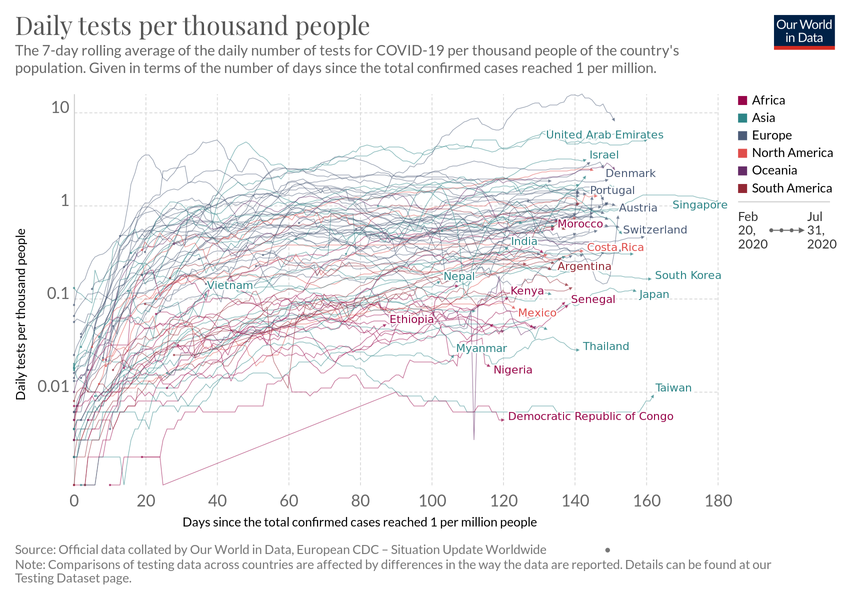 Daily tests per thousand people
The 7-day rolling average of the daily number of tests for COVID-19 per thousand people of the country's
population. Given in terms of the number of days since the total confirmed cases reached 1 per million.
Our World
in Data
Africa
Asia
Europe
North America
Oceania
South America
Feb
20,
2020
Jul
31,
2020
Daily tests per thousand people
10
1
0.1
0.01
United Arab Emirates
Israel
Denmark
Portugal
Singapore
Austria
Morocco
Switzerland
India
Costa Rica
Argentina
Nepal
South Korea
Vietnam
Kenya
Japan
Senegal
Mexico
Ethiopia
Myanmar
Thailand
Nigeria
Taiwan
Democratic Republic of Congo
0
20
40
60
80
100
120
140
160
180
Days since the total confirmed cases reached 1 per million people
Source: Official data collated by Our World in Data, European CDC – Situation Update Worldwide
Note: Comparisons of testing data across countries are affected by differences in the way the data are reported. Details can be found at our
Testing Dataset page.